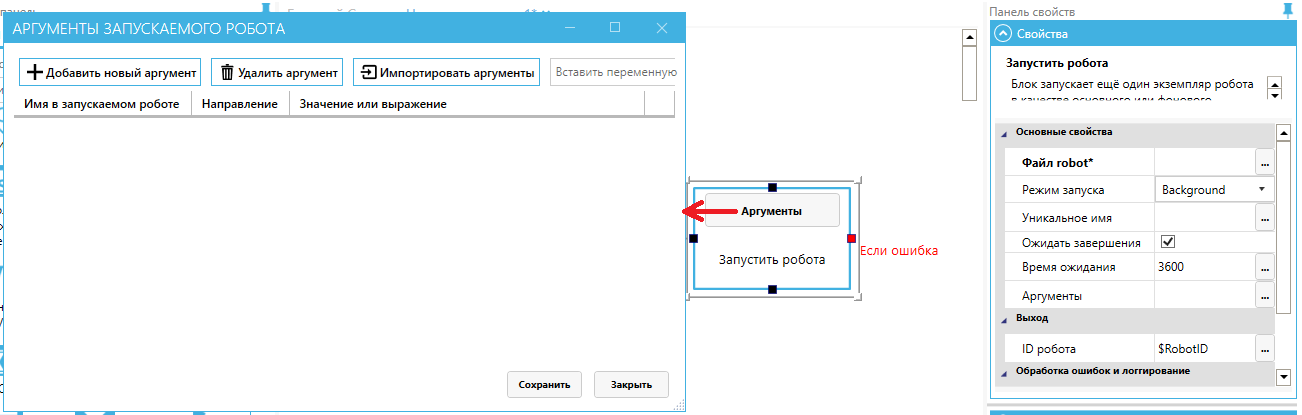 АРГУМЕНТЫ ЗАПУСКАЕМОГО РОБОТА
Добавить новый аргумент
Удалить аргумент
Импортировать аргументы
Вставить переменную
Имя в запускаемом роботе
Направление
Значение или выражение
Сохранить
Закрыть
Аргументы
Запустить робота
Если ошибка
Панель свойств
Свойства
Запустить робота
Блок запускает ещё один экземпляр робота
в качестве основного или фонового
Основные свойства
Файл robot*
...
Режим запуска
Background
Уникальное имя
...
Ожидать завершения
Время ожидания
3600
...
Аргументы
...
Выход
ID робота
$RobotID
...
Обработка ошибок и логгирование